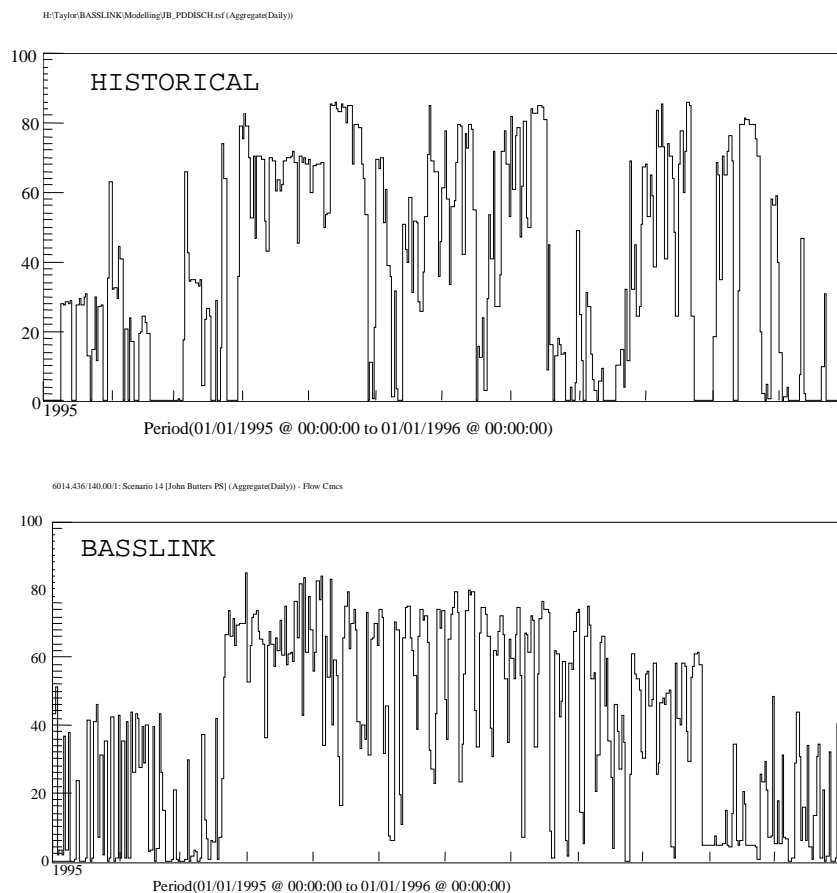 H:\Taylor\BASSLINK\Modelling\JB_PDDISCH.tsf (Aggregate(Daily))
100
HISTORICAL
80
60
40
20
0
1995
Period(01/01/1995 @ 00:00:00 to 01/01/1996 @ 00:00:00)
6014.436/140.00/1: Scenario 14 [John Butters PS] (Aggregate(Daily)) - Flow Cmcs
100
BASSLINK
80
60
40
20
0
1995
Period(01/01/1995 @ 00:00:00 to 01/01/1996 @ 00:00:00)